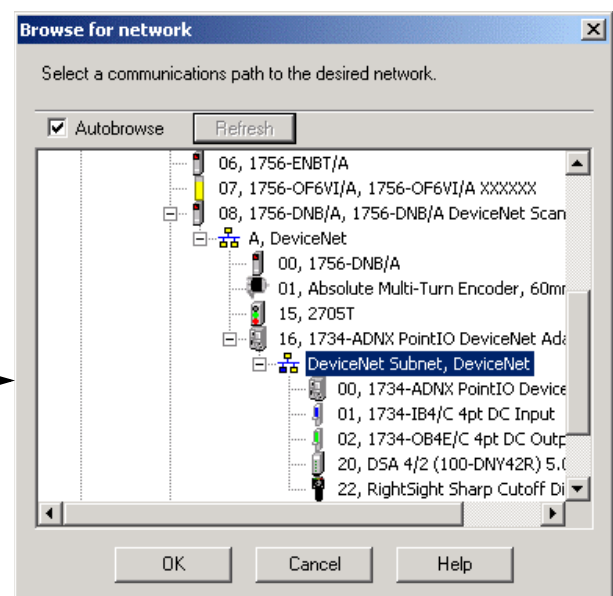 Browse for network
Select a communications path to the desired network.
Autobrowse
Refresh
06, 1756-ENBT/A
07, 1756-OF6VI/A, 1756-OF6VI/A XXXXXX
08, 1756-DNB/A, 1756-DNB/A DeviceNet Scan
A, DeviceNet
00, 1756-DNB/A
01, Absolute Multi-Turn Encoder, 60mm
15, 2705T
16, 1734-ADNX PointIO DeviceNet Ada
DeviceNet Subnet, DeviceNet
00, 1734-ADNX PointIO Device
01, 1734-IB4/C 4pt DC Input
02, 1734-OB4E/C 4pt DC Outp
20, DSA 4/2 (100-DNY42R) 5.0
22, RightSight Sharp Cutoff Di
OK
Cancel
Help